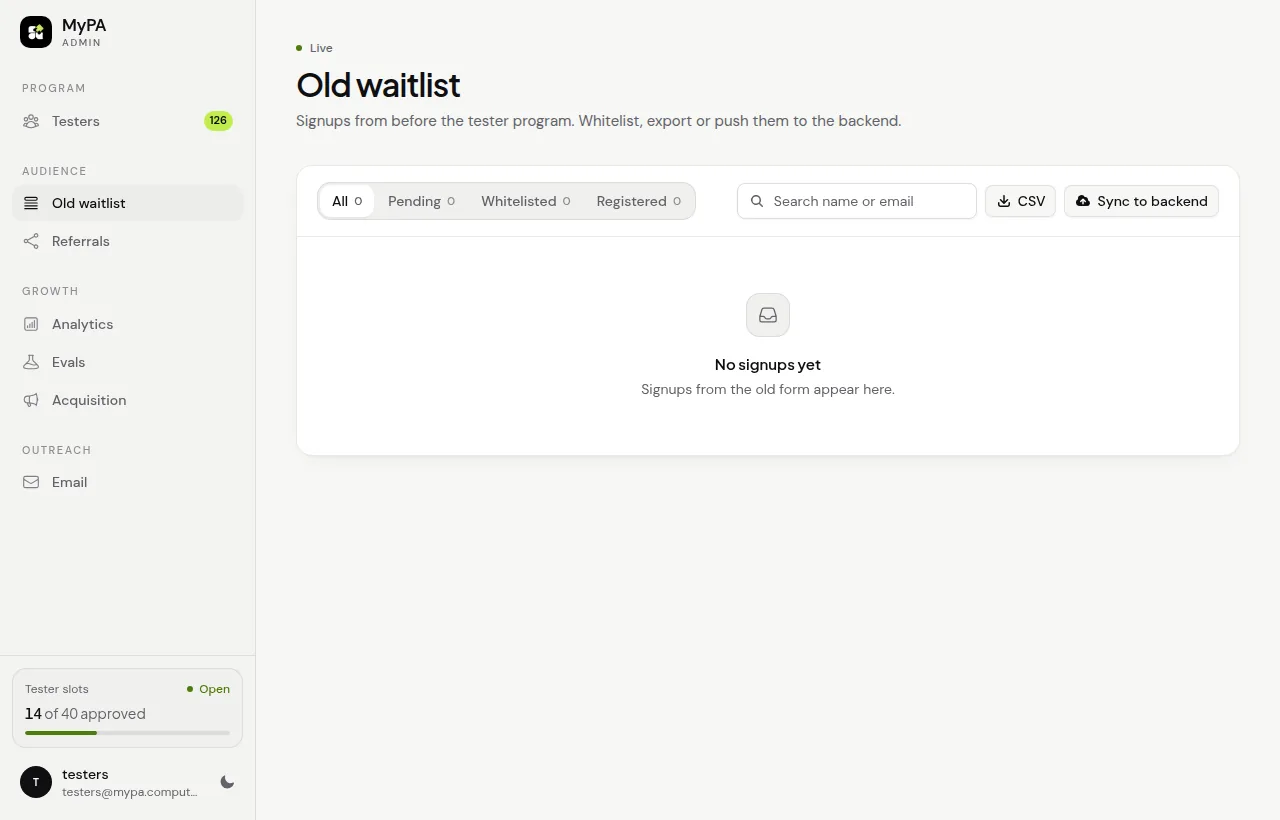 MyPA
ADMIN
PROGRAM
Testers 126
AUDIENCE
Old waitlist
Referrals
GROWTH
Analytics
Evals
Acquisition
OUTREACH
Email
Tester slots Open
14 of 40 approved
T
testers
testers@mypa.comput...
Live
Old waitlist
Signups from before the tester program. Whitelist, export or push them to the backend.
All 0 Pending 0 Whitelisted 0 Registered 0 Search name or email CSV Sync to backend
No signups yet
Signups from the old form appear here.